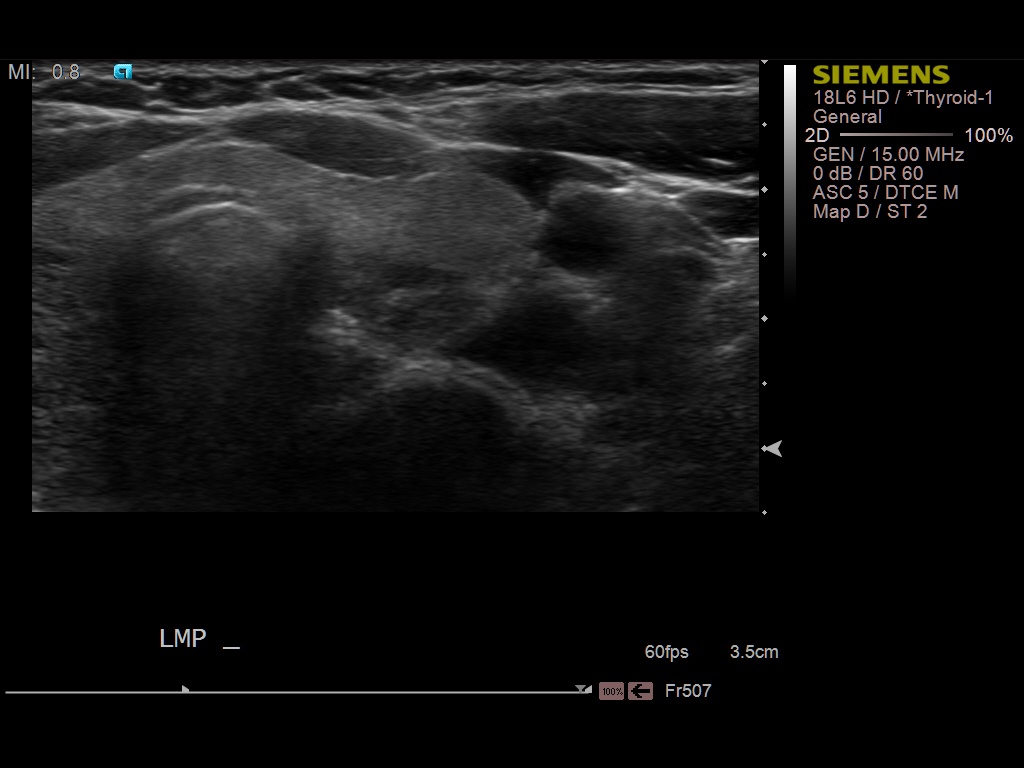 MI: 0.8
SIEMENS
18L6 HD / *Thyroid-1
General
2D 100%
GEN / 15.00 MHz
0 dB / DR 60
ASC 5 / DTCE M
Map D / ST 2
LMP _
60fps 3.5cm
100% Fr507